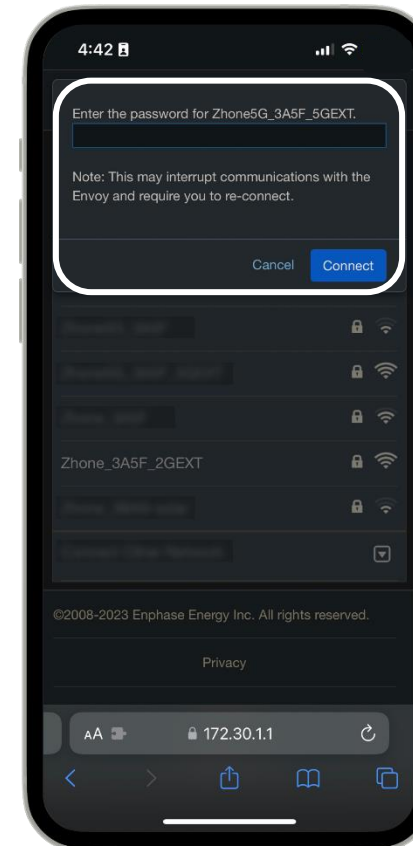 4:42
Enter the password for Zhone5G_3A5F_5GEXT.
Note: This may interrupt communications with the
Envoy and require you to re-connect.
Cancel Connect
Zhone_3A5F_2GEXT
©2008-2023 Enphase Energy Inc. All rights reserved.
Privacy
AA 172.30.1.1